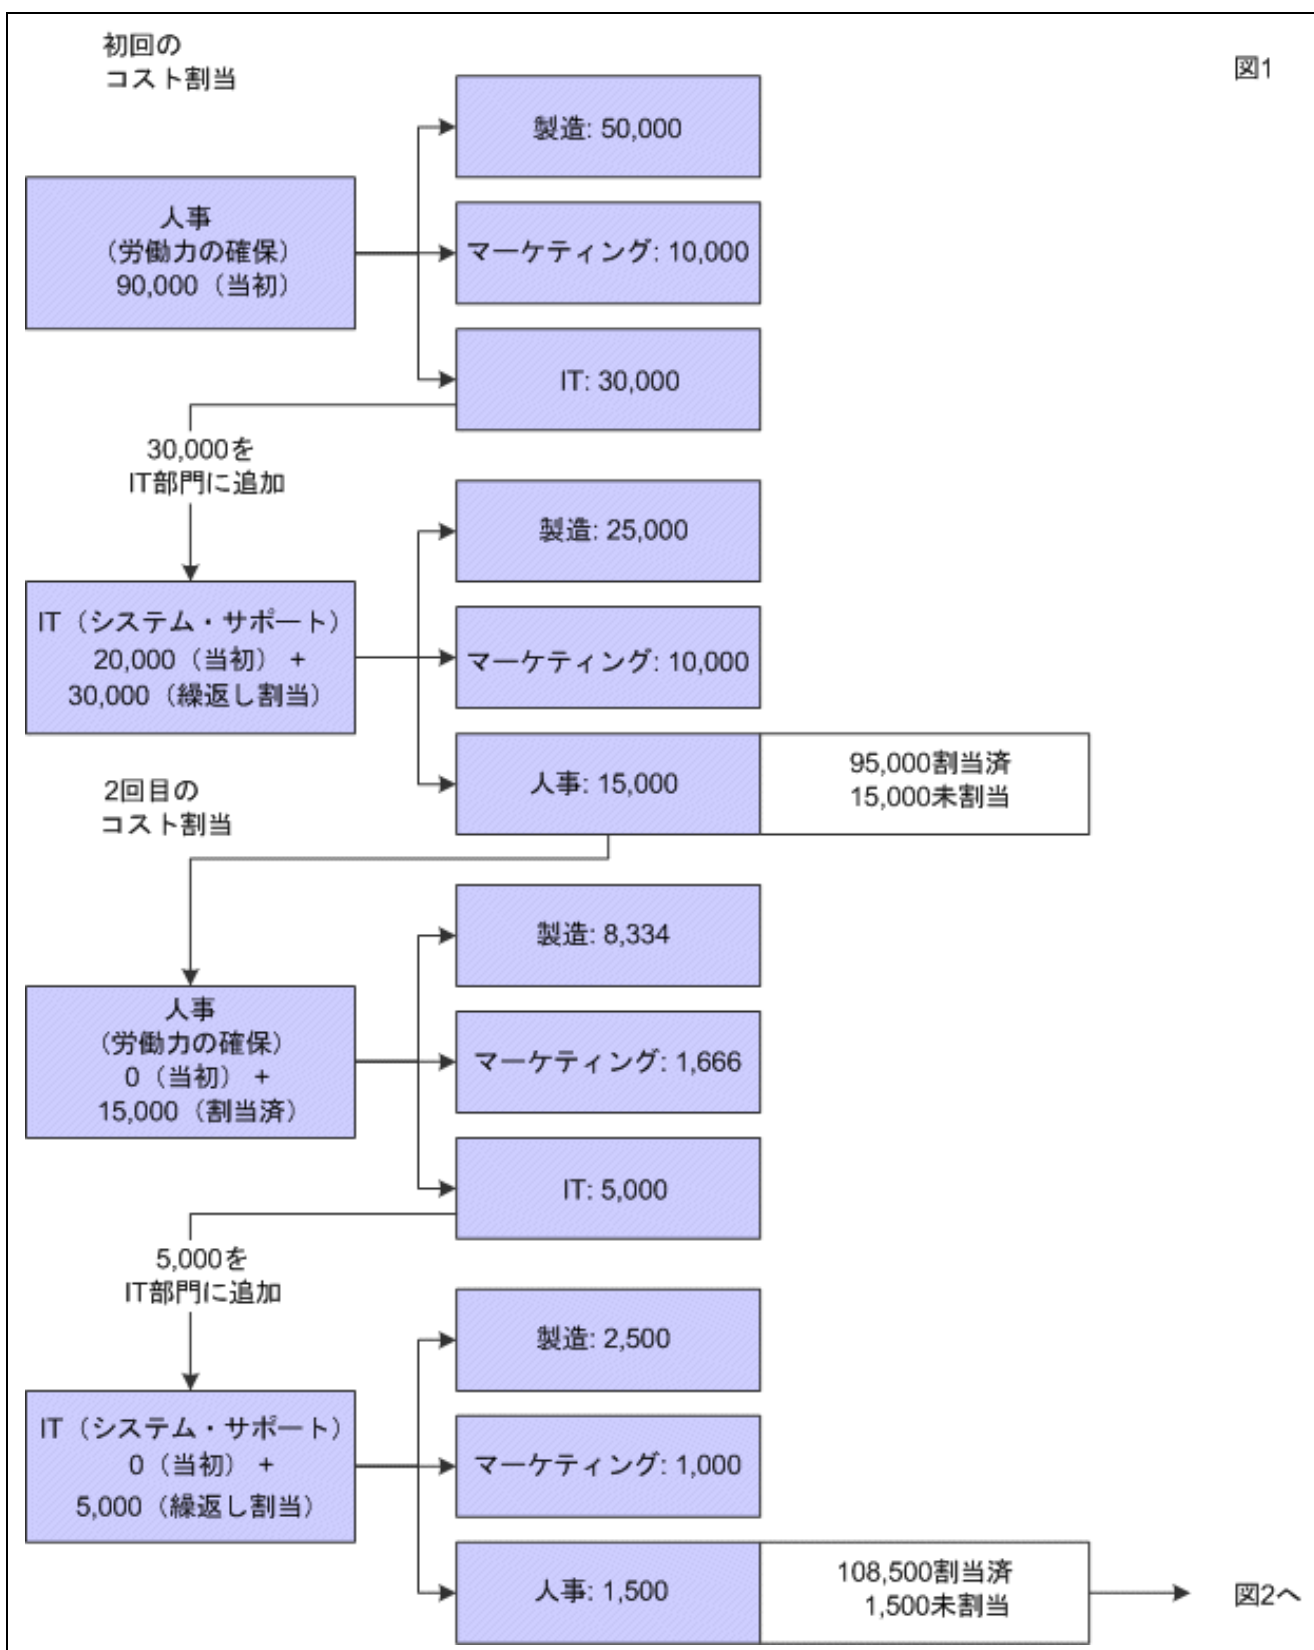 初回の
コスト割当
図1
製造: 50,000
人事
(労働力の確保)
90,000（当初）
マーケティング: 10,000
IT: 30,000
30,000を
IT部門に追加
製造: 25,000
IT（システム・サポート）
20,000（当初） +
30,000（繰返し割当）
マーケティング: 10,000
人事: 15,000
95,000割当済
15,000未割当
2回目の
コスト割当
製造: 8,334
人事
(労働力の確保)
0（当初） +
15,000（割当済）
マーケティング: 1,666
IT: 5,000
5,000を
IT部門に追加
製造: 2,500
IT（システム・サポート）
0（当初） +
5,000（繰返し割当）
マーケティング: 1,000
人事: 1,500
108,500割当済
1,500未割当
図2へ